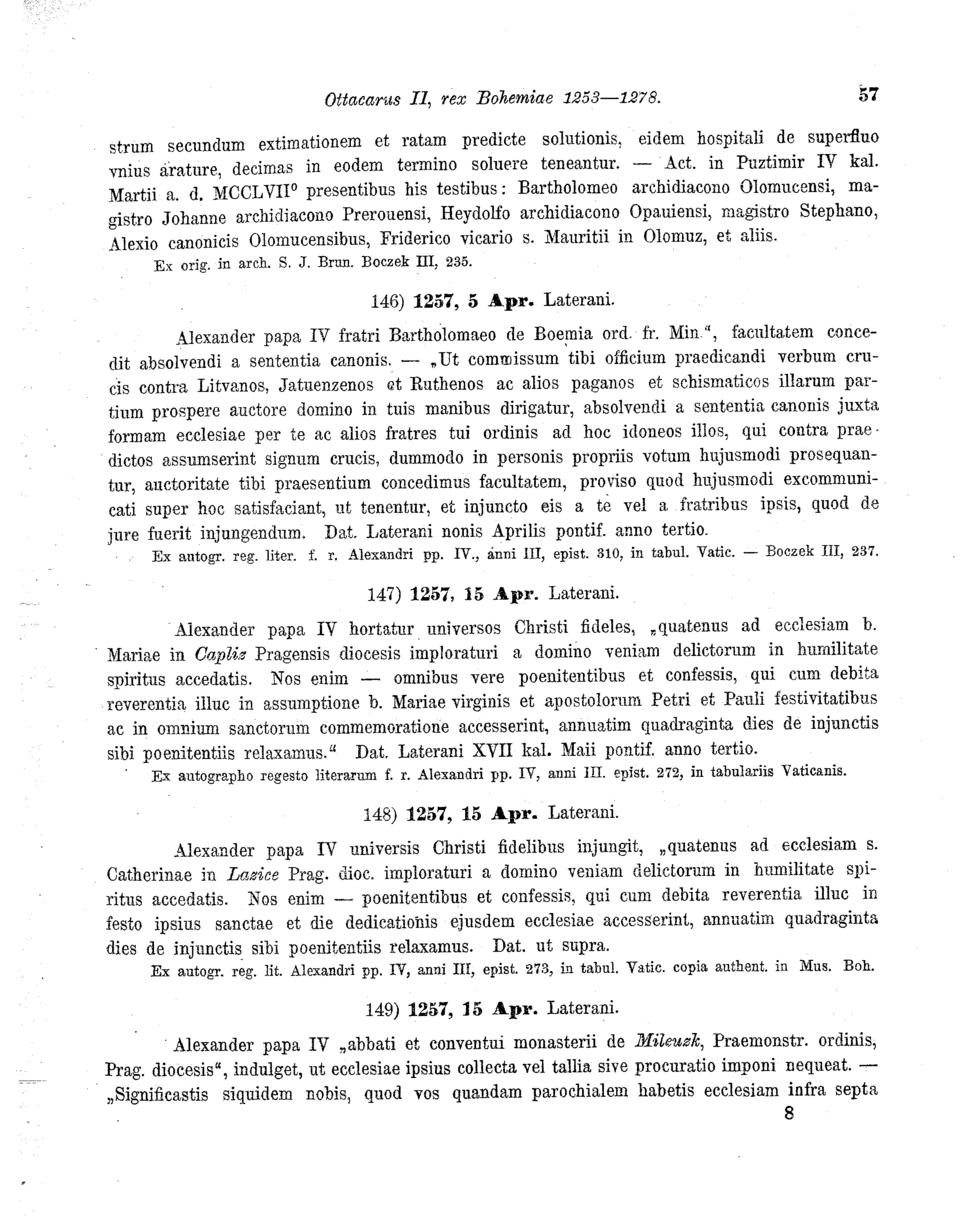 Ottacarus II, rex Bohemiae 1253—1278.
57
strum secundum extimationem et ratam predicte solutionis, eidem hospitali de superfluo
vnius arature, decimas in eodem termino soluere teneantur. — Act. in Puztimir IV kal.
Martii a. d. MCCLVII⁰ presentibus his testibus: Bartholomeo archidiacono Olomucensi, ma-
gistro Johanne archidiacono Prerouensi, Heydolfo archidiacono Opauiensi, magistro Stephano,
Alexio canonicis Olomucensibus, Friderico vicario s. Mauritii in Olomuz, et aliis.
Ex orig. in arch. S. J. Brun. Boczek III, 235.
146) 1257, 5 Apr. Laterani.
Alexander papa IV fratri Bartholomaeo de Boemia ord. fr. Min.“, facultatem conce-
dit absolvendi a sententia canonis. — „Ut commissum tibi officium praedicandi verbum cru-
cis contra Litvanos, Jatuenzenos et Ruthenos ac alios paganos et schismaticos illarum par-
tium prospere auctore domino in tuis manibus dirigatur, absolvendi a sententia canonis juxta
formam ecclesiae per te ac alios fratres tui ordinis ad hoc idoneos illos, qui contra prae-
dictos assumserint signum crucis, dummodo in personis propriis votum hujusmodi prosequan-
tur, auctoritate tibi praesentium concedimus facultatem, proviso quod hujusmodi excommuni-
cati super hoc satisfaciant, ut tenentur, et injuncto eis a te vel a fratribus ipsis, quod de
jure fuerit injungendum. Dat. Laterani nonis Aprilis pontif. anno tertio.
Ex autogr. reg. liter. f. r. Alexandri pp. IV., anni III, epist. 310, in tabul. Vatic. — Boczek III, 237.
147) 1257, 15 Apr. Laterani.
Alexander papa IV hortatur universos Christi fideles, „quatenus ad ecclesiam b.
Mariae in Capliz Pragensis diocesis imploraturi a domino veniam delictorum in humilitate
spiritus accedatis. Nos enim — omnibus vere poenitentibus et confessis, qui cum debita
reverentia illuc in assumptione b. Mariae virginis et apostolorum Petri et Pauli festivitatibus
ac in omnium sanctorum commemoratione accesserint, annuatim quadraginta dies de injunctis
sibi poenitentiis relaxamus.“ Dat. Laterani XVII kal. Maii pontif. anno tertio.
Ex autographo regesto literarum f. r. Alexandri pp. IV, anni III. epist. 272, in tabulariis Vaticanis.
148) 1257, 15 Apr. Laterani.
Alexander papa IV universis Christi fidelibus injungit, „quatenus ad ecclesiam s.
Catherinae in Lazice Prag. dioc. imploraturi a domino veniam delictorum in humilitate spi-
ritus accedatis. Nos enim — poenitentibus et confessis, qui cum debita reverentia illuc in
festo ipsius sanctae et die dedicationis ejusdem ecclesiae accesserint, annuatim quadraginta
dies de injunctis sibi poenitentiis relaxamus. Dat. ut supra.
Ex autogr. reg. lit. Alexandri pp. IV, anni III, epist. 273, in tabul. Vatic. copia authent. in Mus. Boh.
149) 1257, 15 Apr. Laterani.
Alexander papa IV „abbati et conventui monasterii de Mileuzk, Praemonstr. ordinis,
Prag. diocesis“, indulget, ut ecclesiae ipsius collecta vel tallia sive procuratio imponi nequeat. —
„Significastis siquidem nobis, quod vos quandam parochialem habetis ecclesiam infra septa
8